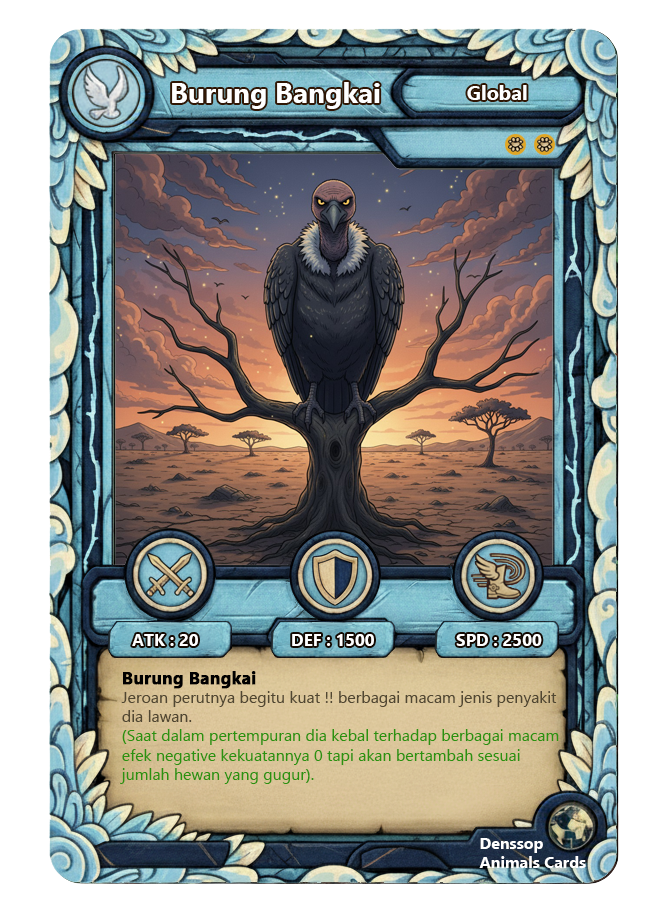 Burung Bangkai
Global
ATK : 20
DEF : 1500
SPD : 2500
Burung Bangkai
Jeroan perutnya begitu kuat !! berbagai macam jenis penyakit
dia lawan.
(Saat dalam pertempuran dia kebal terhadap berbagai macam
efek negative kekuatannya 0 tapi akan bertambah sesuai
jumlah hewan yang gugur).
Denssop
Animals Cards